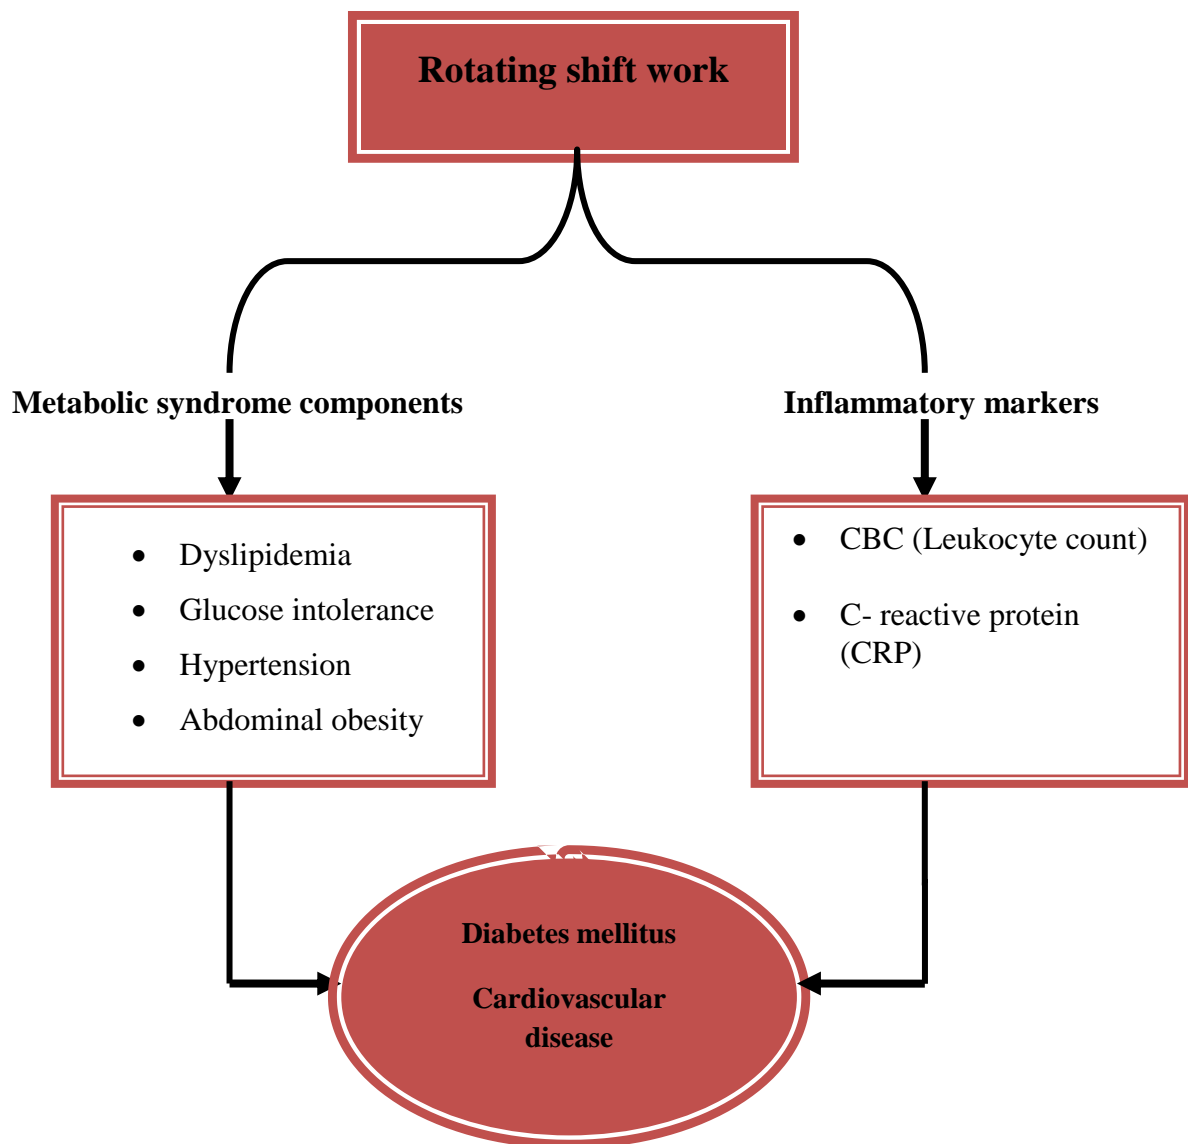 Rotating shift work
Metabolic syndrome components
Inflammatory markers
• Dyslipidemia
• Glucose intolerance
• Hypertension
• Abdominal obesity
• CBC (Leukocyte count)
• C- reactive protein
(CRP)
Diabetes mellitus
Cardiovascular
disease